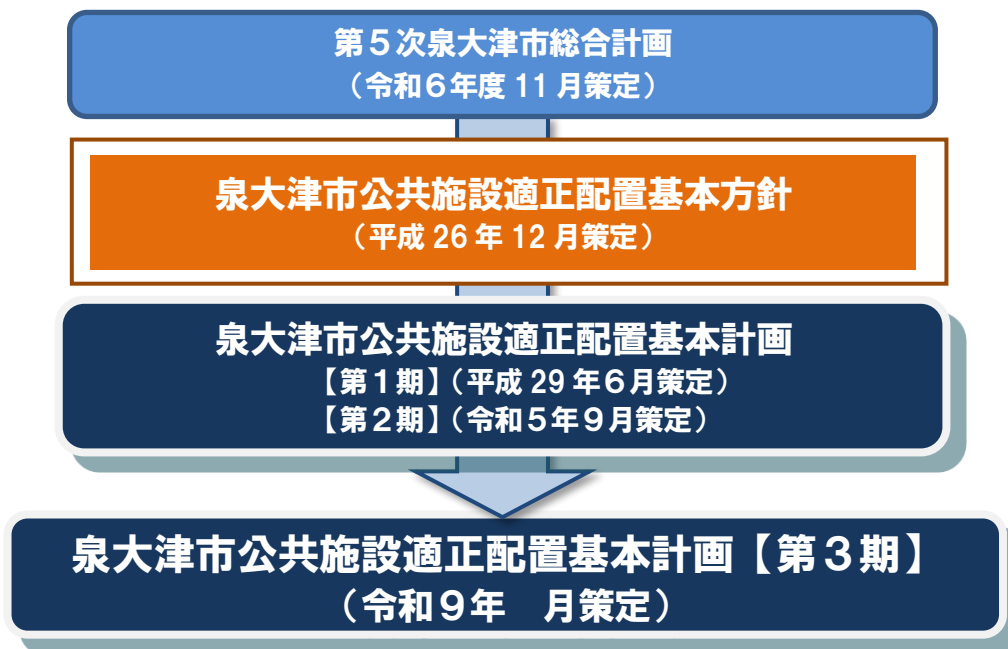 第５次泉大津市総合計画
（令和６年度 11 月策定）
泉大津市公共施設適正配置基本方針
（平成 26 年 12 月策定）
泉大津市公共施設適正配置基本計画
【第１期】（平成 29 年６月策定）
【第２期】（令和５年９月策定）
泉大津市公共施設適正配置基本計画【第３期】
（令和９年　月策定）